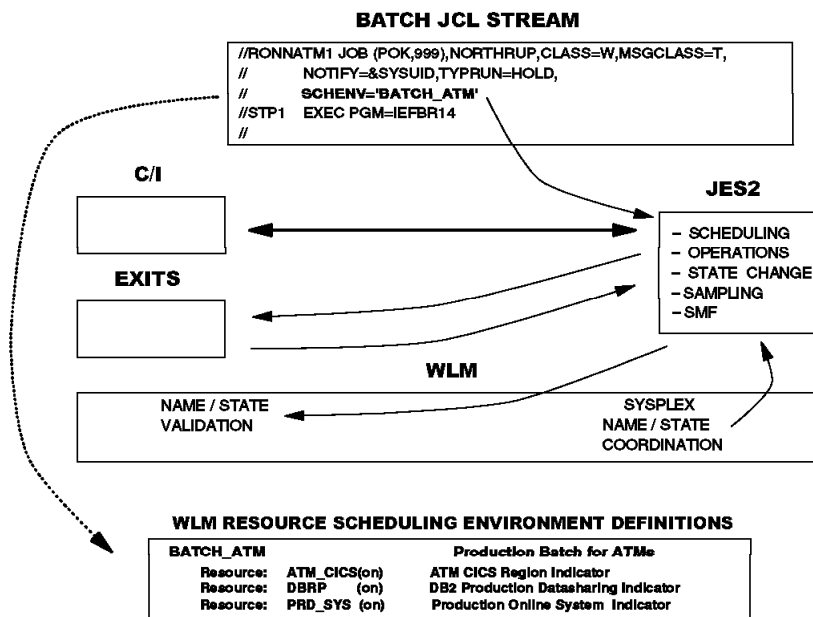 BATCH JCL STREAM
//RONNATM1 JOB (POK,999),NORTHRUP,CLASS=W,MSGCLASS=T,
// NOTIFY=&SYSUID,TYPRUN=HOLD,
// SCHENV='BATCH_ATM'
//STP1 EXEC PGM=IEFBR14
//
C/I
JES2
– SCHEDULING
– OPERATIONS
– STATE CHANGE
–SAMPLING
– SMF
EXITS
WLM
NAME / STATE
VALIDATION
SYSPLEX
NAME / STATE
COORDINATION
WLM RESOURCE SCHEDULING ENVIRONMENT DEFINITIONS
BATCH_ATM Production Batch for ATMs
Resource: ATM_CICS(on) ATM CICS Region Indicator
Resource: DBRP (on) DB2 Production Datasharing Indicator
Resource: PRD_SYS (on) Production Online System Indicator